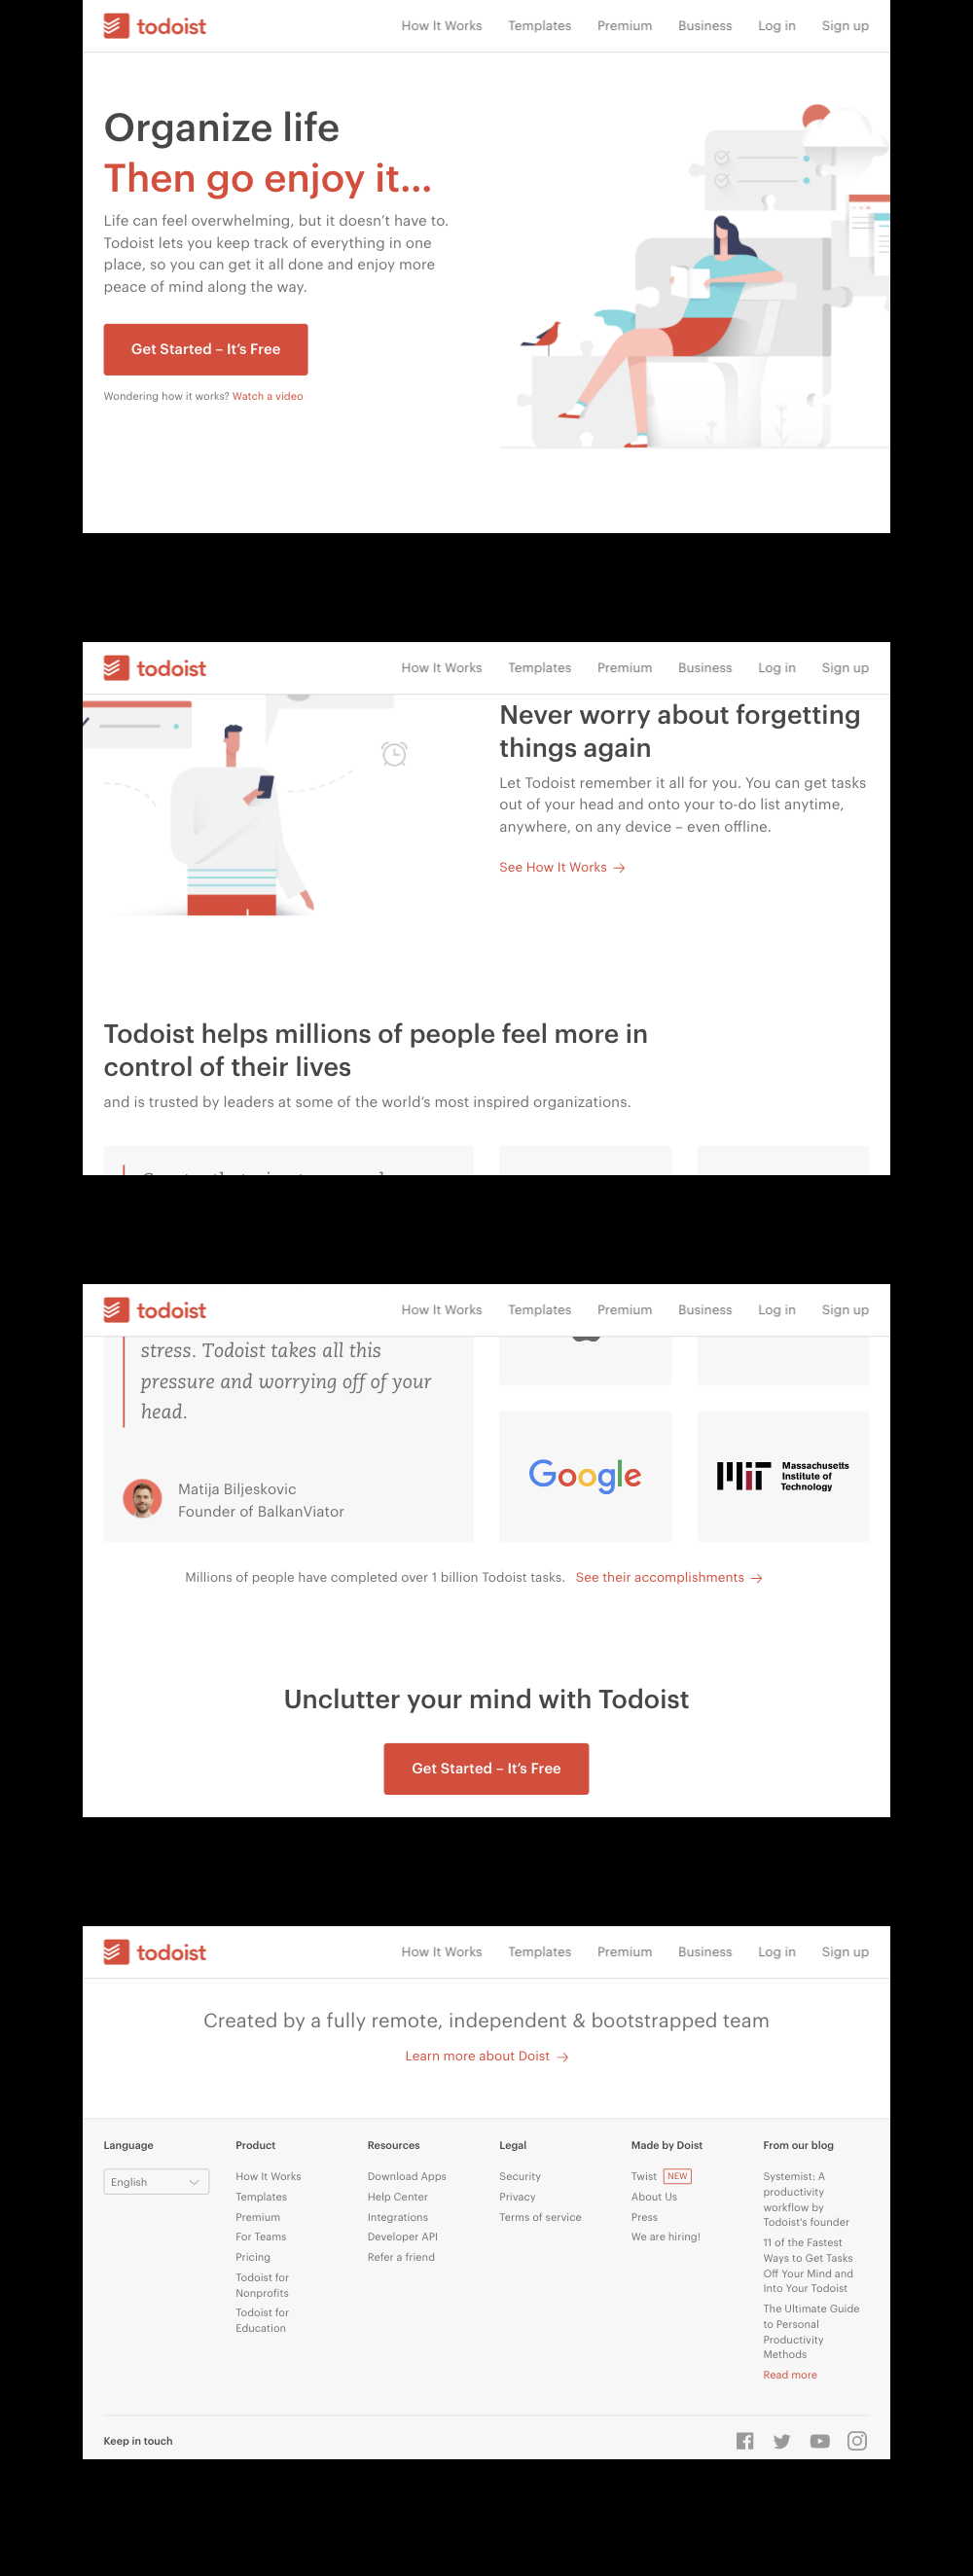 todoist
How It Works Templates Premium Business Log in Sign up
Organize life
Then go enjoy it...
Life can feel overwhelming, but it doesn’t have to.
Todoist lets you keep track of everything in one
place, so you can get it all done and enjoy more
peace of mind along the way.
Get Started – It’s Free
Wondering how it works? Watch a video
todoist
How It Works Templates Premium Business Log in Sign up
Never worry about forgetting
things again
Let Todoist remember it all for you. You can get tasks
out of your head and onto your to-do list anytime,
anywhere, on any device – even offline.
See How It Works →
Todoist helps millions of people feel more in
control of their lives
and is trusted by leaders at some of the world’s most inspired organizations.
todoist
How It Works Templates Premium Business Log in Sign up
stress. Todoist takes all this
pressure and worrying off of your
head.
Matija Biljeskovic
Founder of BalkanViator
Google
MIT
Massachusetts
Institute of
Technology
Millions of people have completed over 1 billion Todoist tasks. See their accomplishments →
Unclutter your mind with Todoist
Get Started – It’s Free
todoist
How It Works Templates Premium Business Log in Sign up
Created by a fully remote, independent & bootstrapped team
Learn more about Doist →
Language
English
Product
How It Works
Templates
Premium
For Teams
Pricing
Todoist for
Nonprofits
Todoist for
Education
Resources
Download Apps
Help Center
Integrations
Developer API
Refer a friend
Legal
Security
Privacy
Terms of service
Made by Doist
Twist NEW
About Us
Press
We are hiring!
From our blog
Systemist: A
productivity
workflow by
Todoist’s founder
11 of the Fastest
Ways to Get Tasks
Off Your Mind and
Into Your Todoist
The Ultimate Guide
to Personal
Productivity
Methods
Read more
Keep in touch